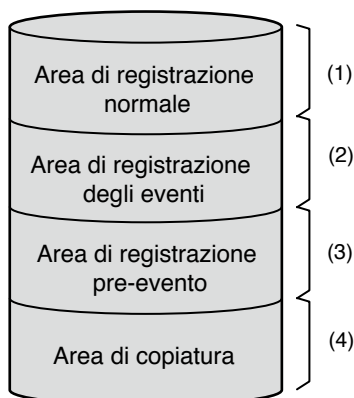 Area di registrazione
normale
(1)
Area di registrazione
degli eventi
(2)
Area di registrazione
pre-evento
(3)
Area di copiatura
(4)